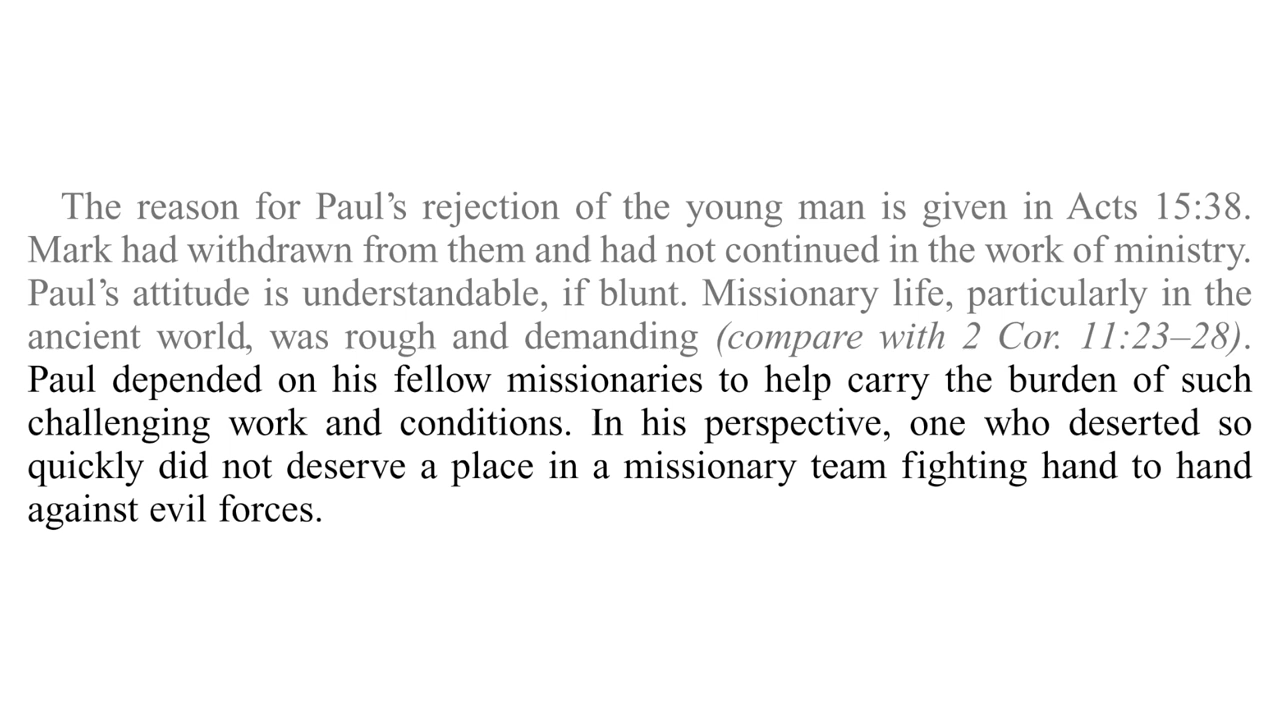 The reason for Paul’s rejection of the young man is given in Acts 15:38.
Mark had withdrawn from them and had not continued in the work of ministry.
Paul’s attitude is understandable, if blunt. Missionary life, particularly in the
ancient world, was rough and demanding (compare with 2 Cor. 11:23–28).
Paul depended on his fellow missionaries to help carry the burden of such
challenging work and conditions. In his perspective, one who deserted so
quickly did not deserve a place in a missionary team fighting hand to hand
against evil forces.